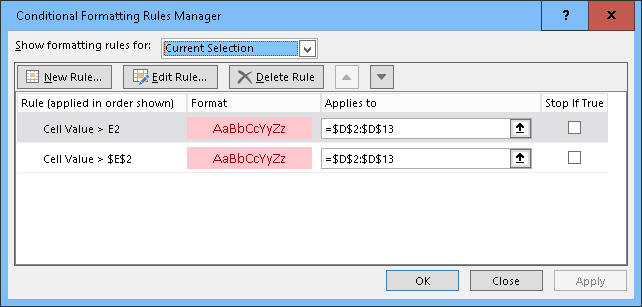 Conditional Formatting Rules Manager ?
Show formatting rules for: Current Selection
New Rule... Edit Rule... Delete Rule
Rule (applied in order shown) Format Applies to Stop If True
Cell Value > E2 AaBbCcYyZz =$D$2:$D$13
Cell Value > $E$2 AaBbCcYyZz =$D$2:$D$13
OK Close Apply